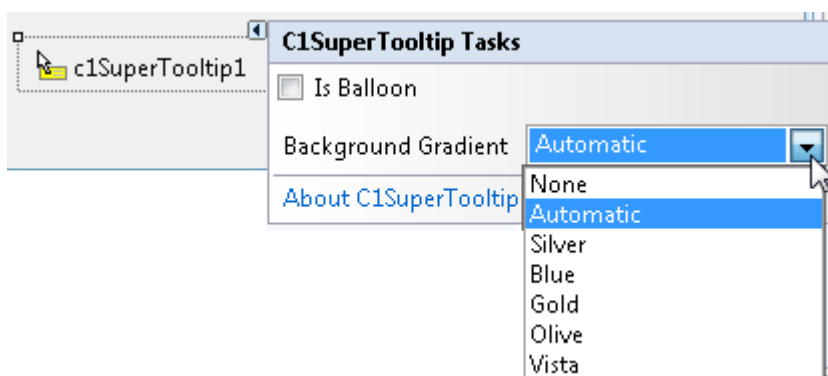 C1SuperTooltip Tasks
c1SuperTooltip1
Is Balloon
Background Gradient Automatic
About C1SuperTooltip
None
Automatic
Silver
Blue
Gold
Olive
Vista